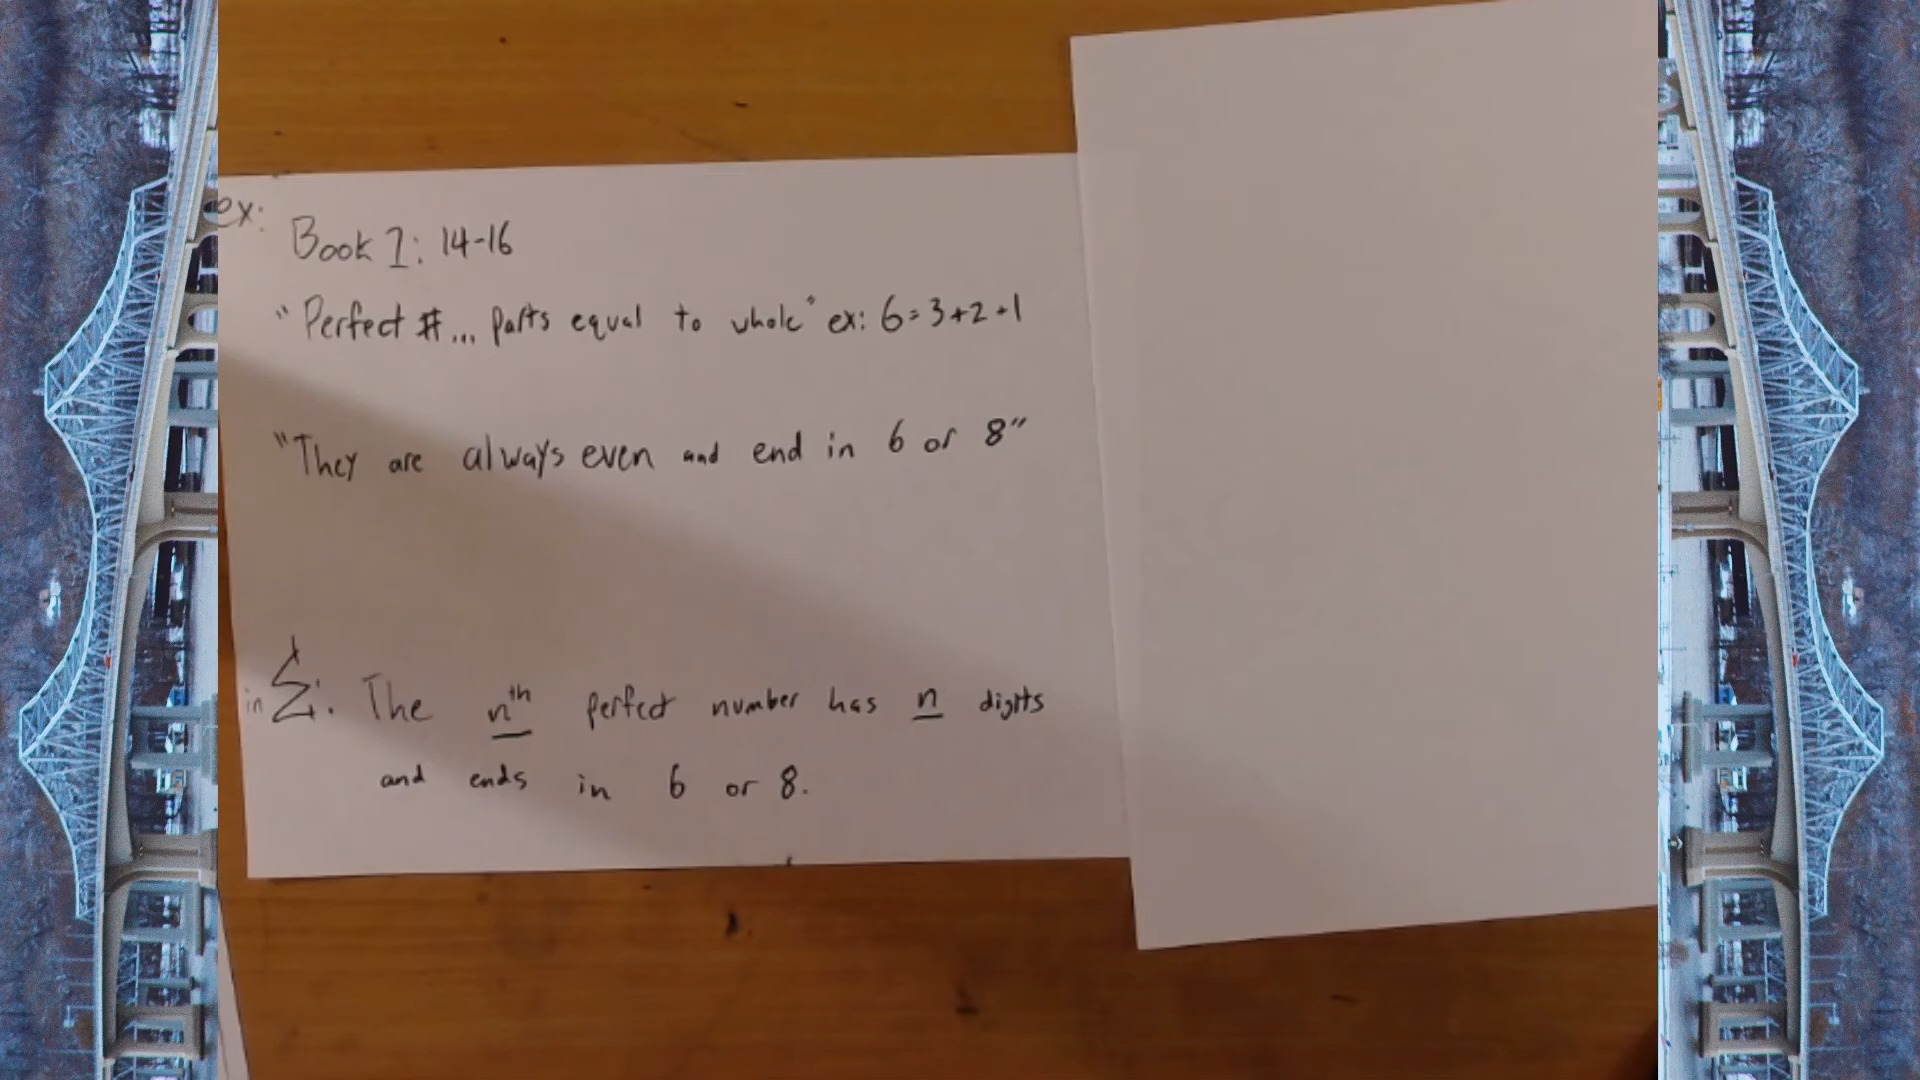 ex:
Book 1: 14-16
"Perfect #... parts equal to whole" ex: 6=3+2+1
"They are always even and end in 6 or 8"
in Σ: The nth perfect number has n digits
and ends in 6 or 8.